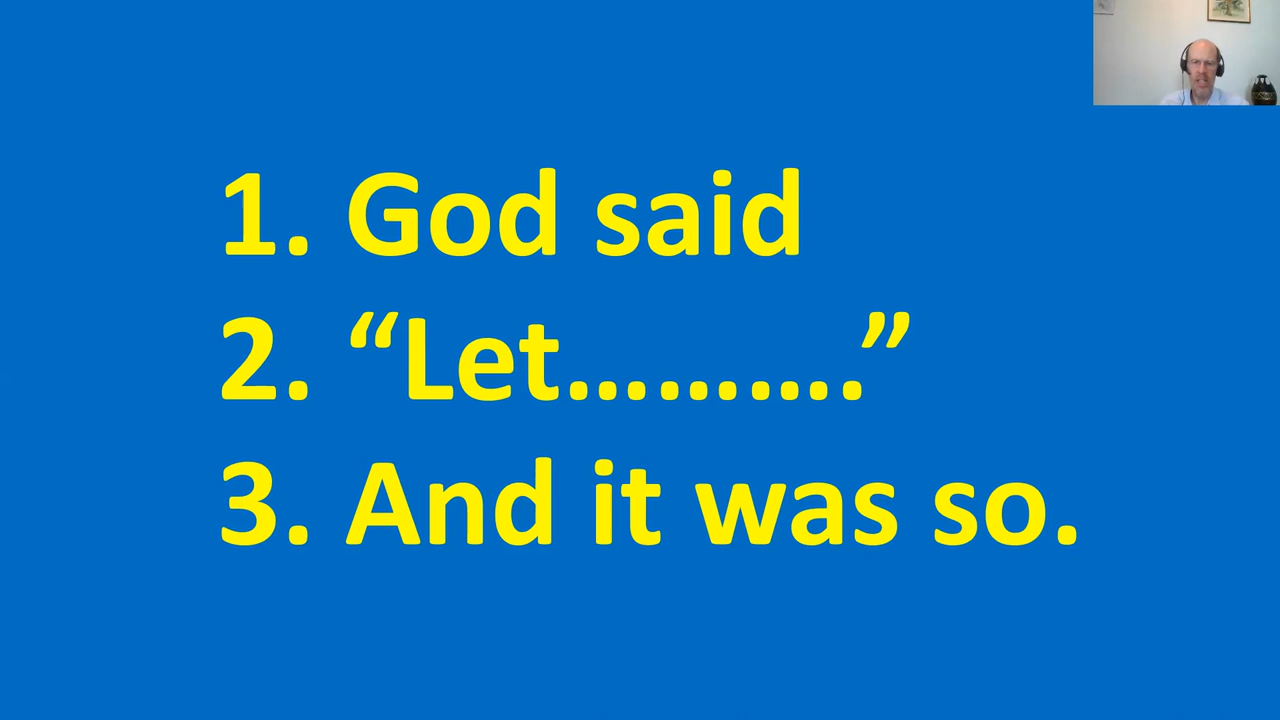 1. God said
2. “Let……….”
3. And it was so.